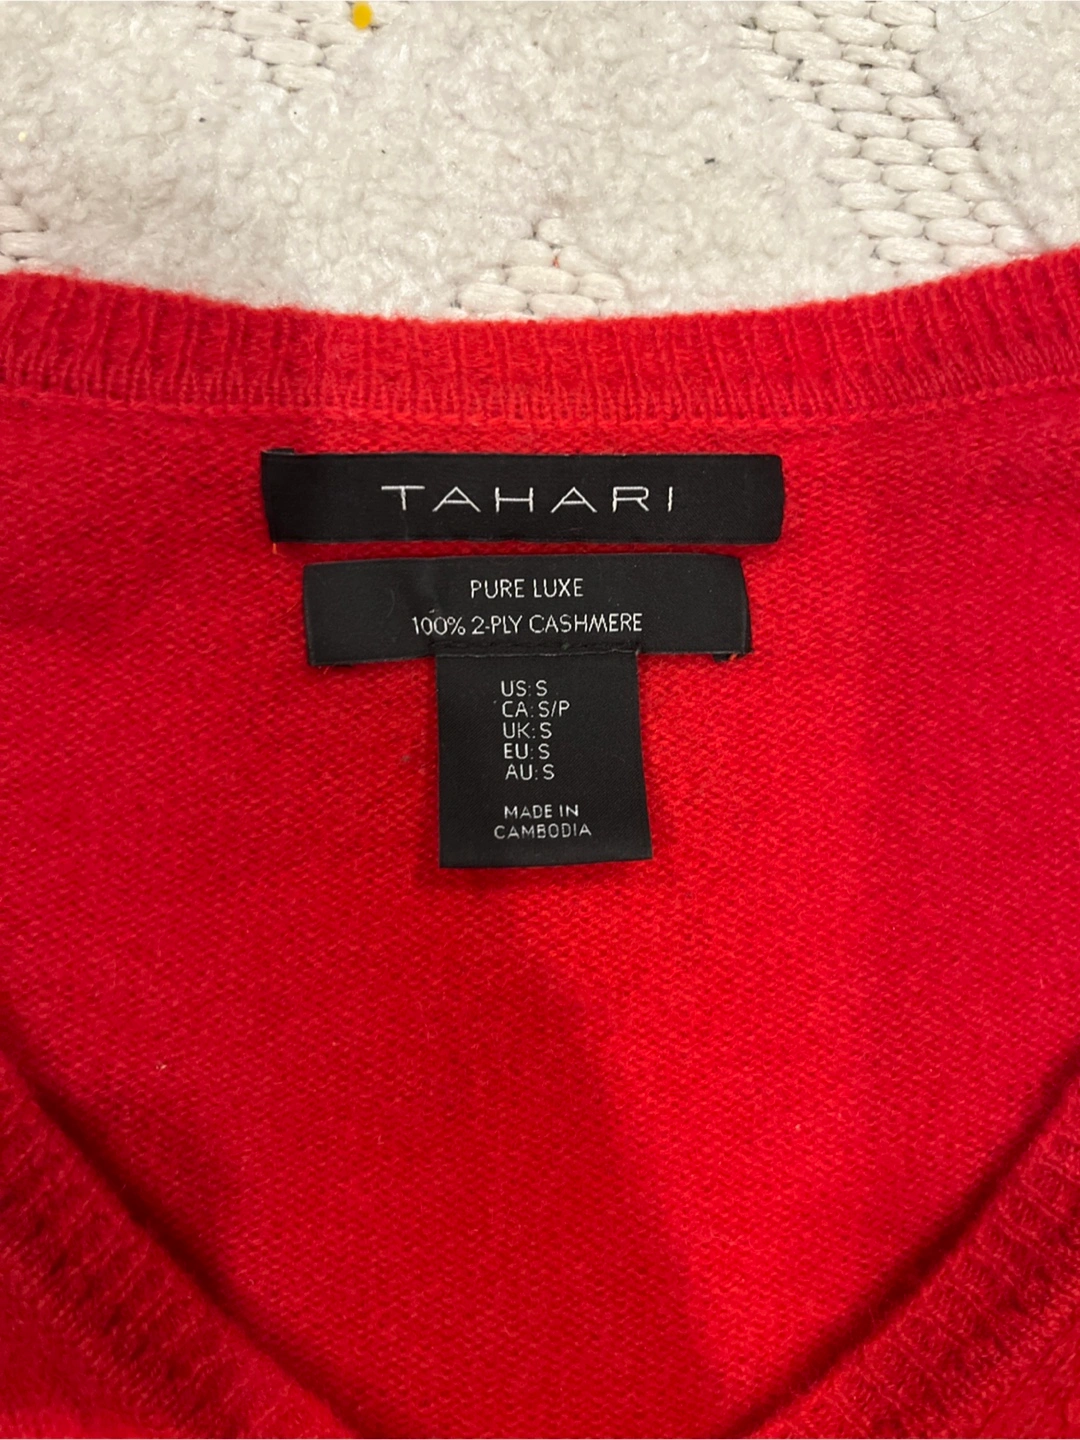 TAHARI
PURE LUXE
100% 2-PLY CASHMERE
US: S
CA: S/P
UK: S
EU: S
AU: S
MADE IN
CAMBODIA